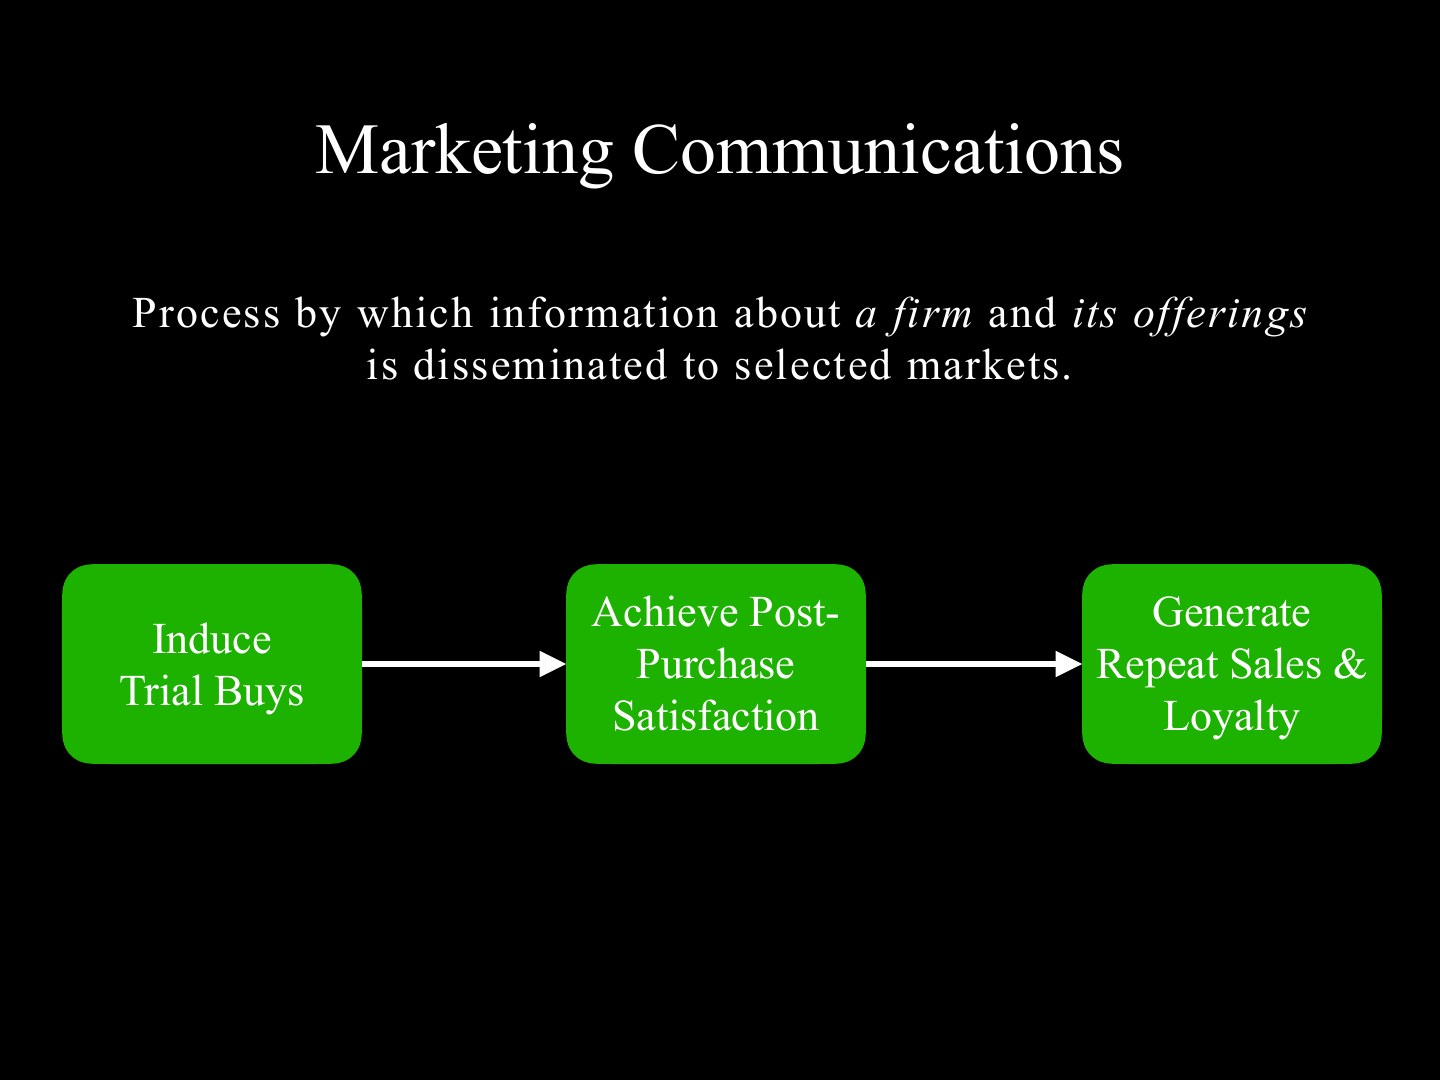 Marketing Communications
Process by which information about a firm and its offerings
is disseminated to selected markets.
Induce
Trial Buys
Achieve Post-
Purchase
Satisfaction
Generate
Repeat Sales &
Loyalty